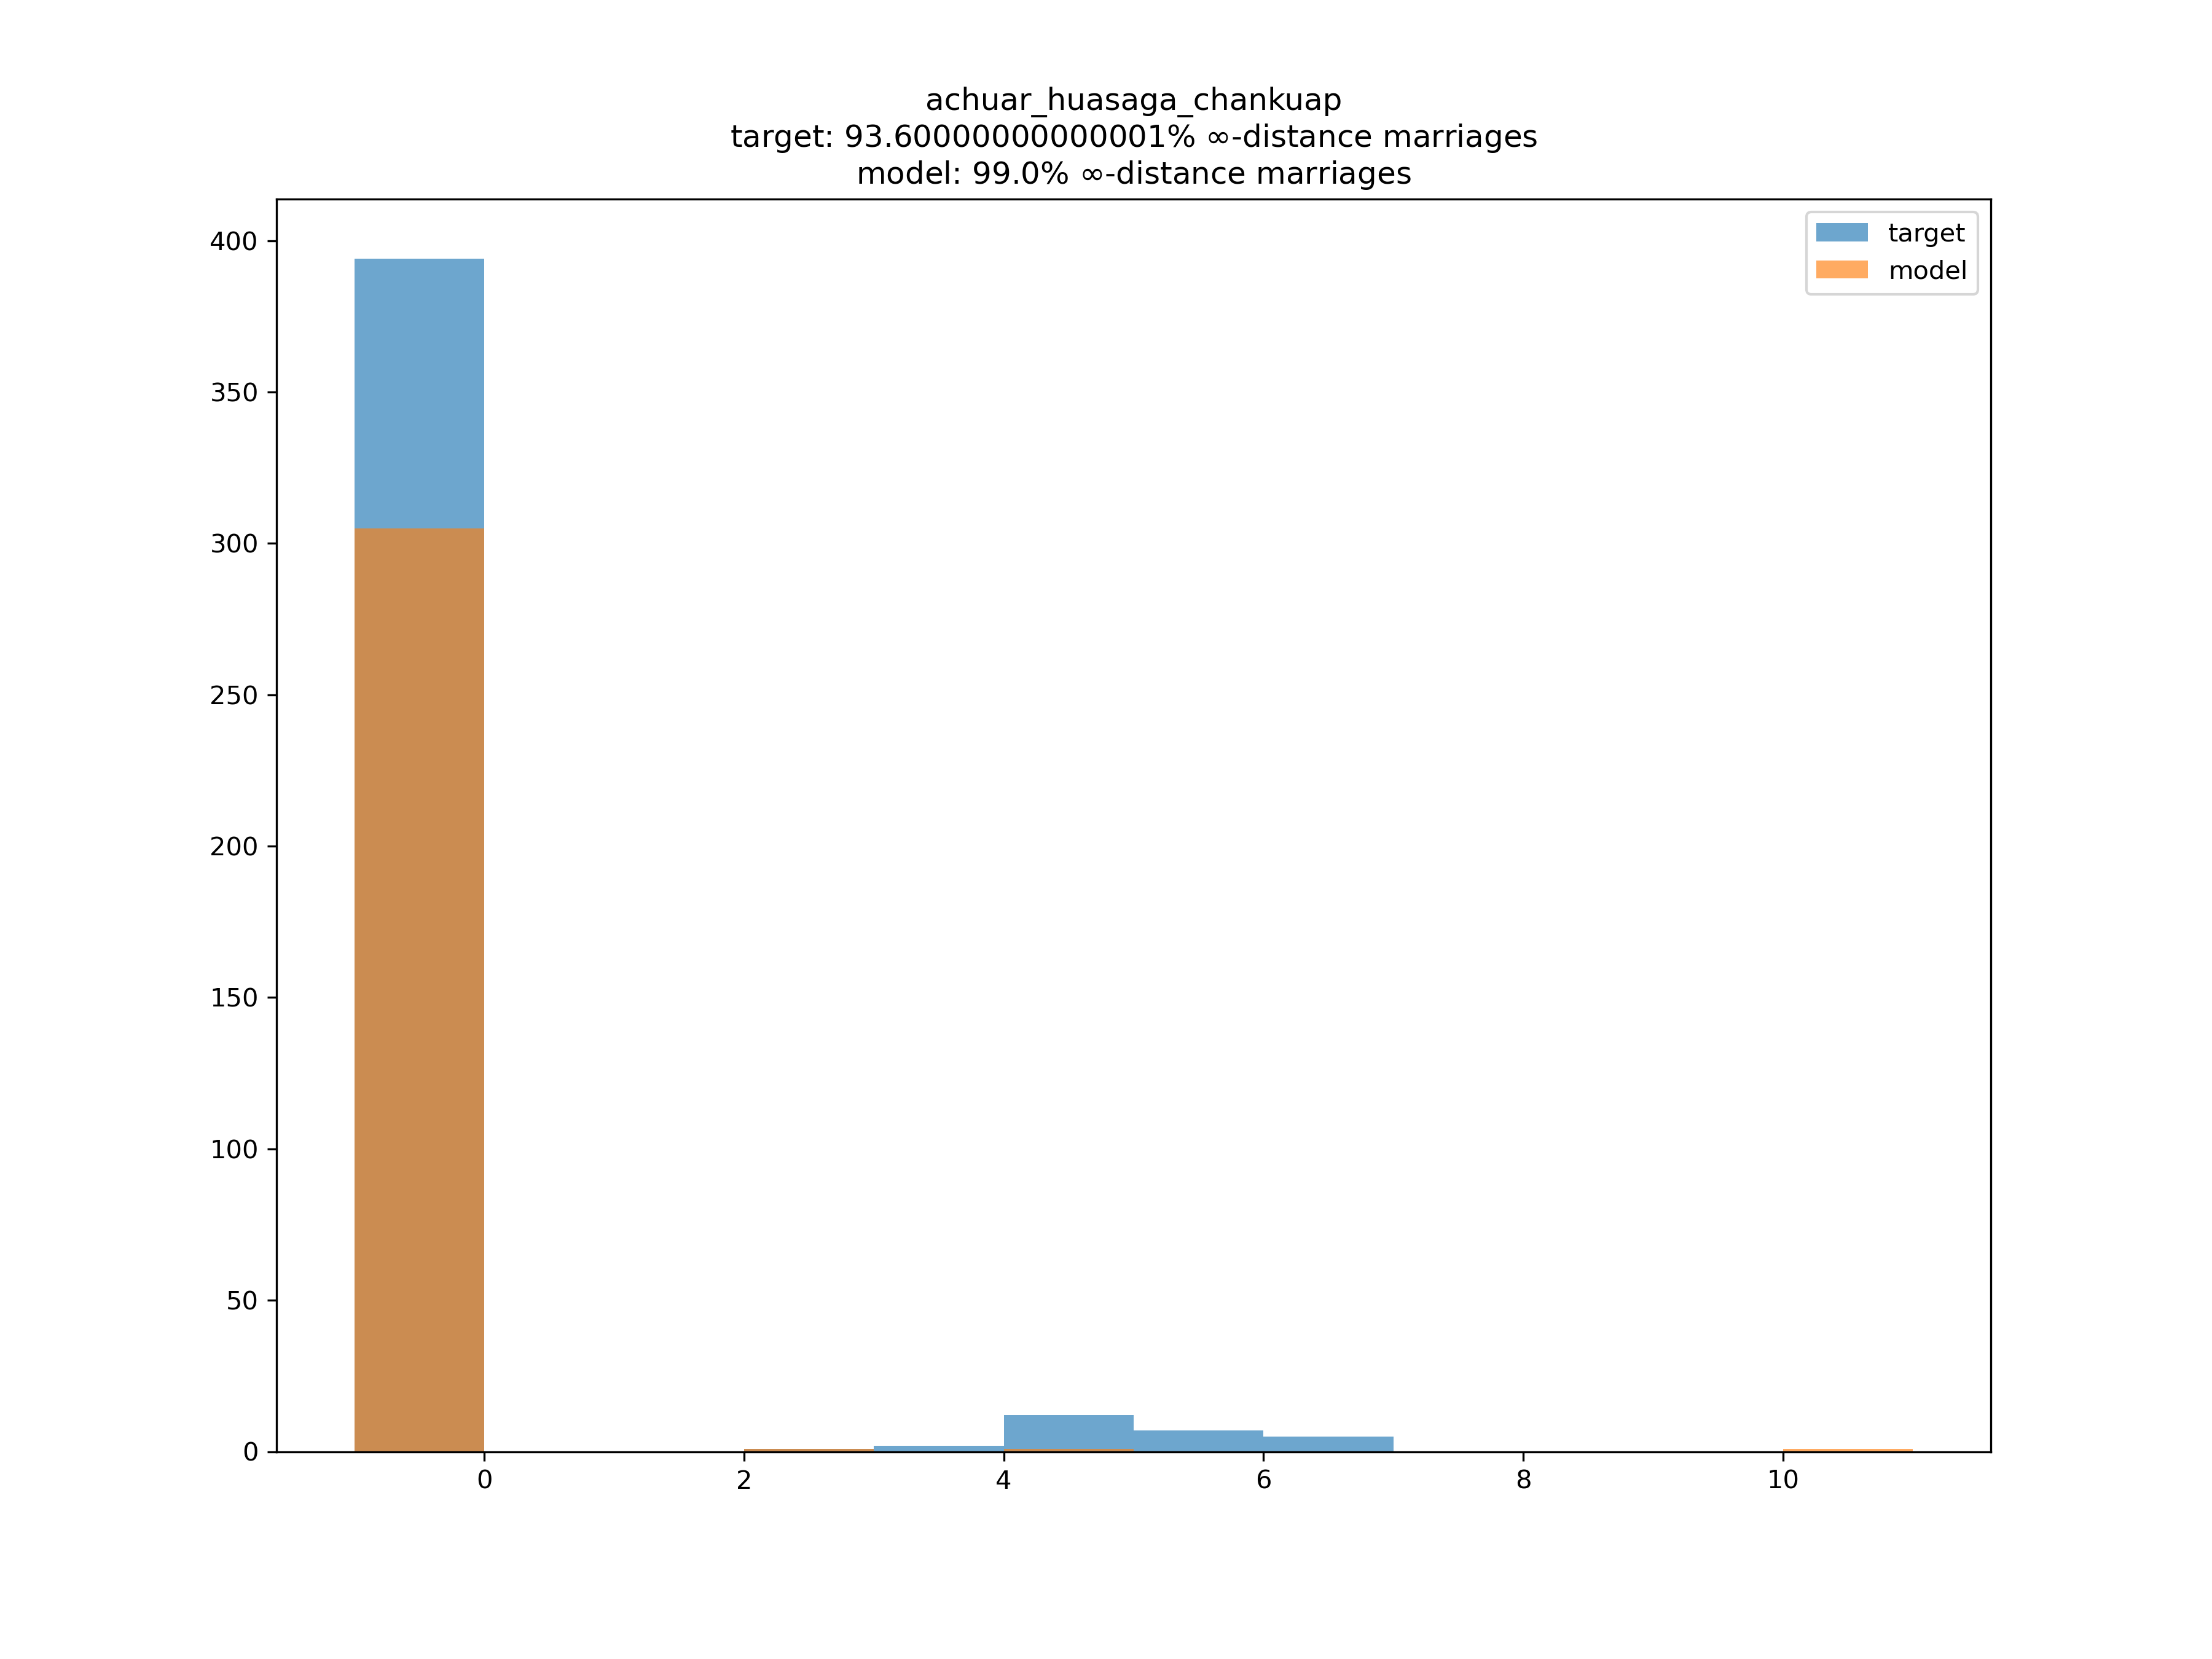 achuar_huasaga_chankuap
target: 93.60000000000001% ∞-distance marriages
model: 99.0% ∞-distance marriages
target
model
400
350
300
250
200
150
100
50
0
0 2 4 6 8 10